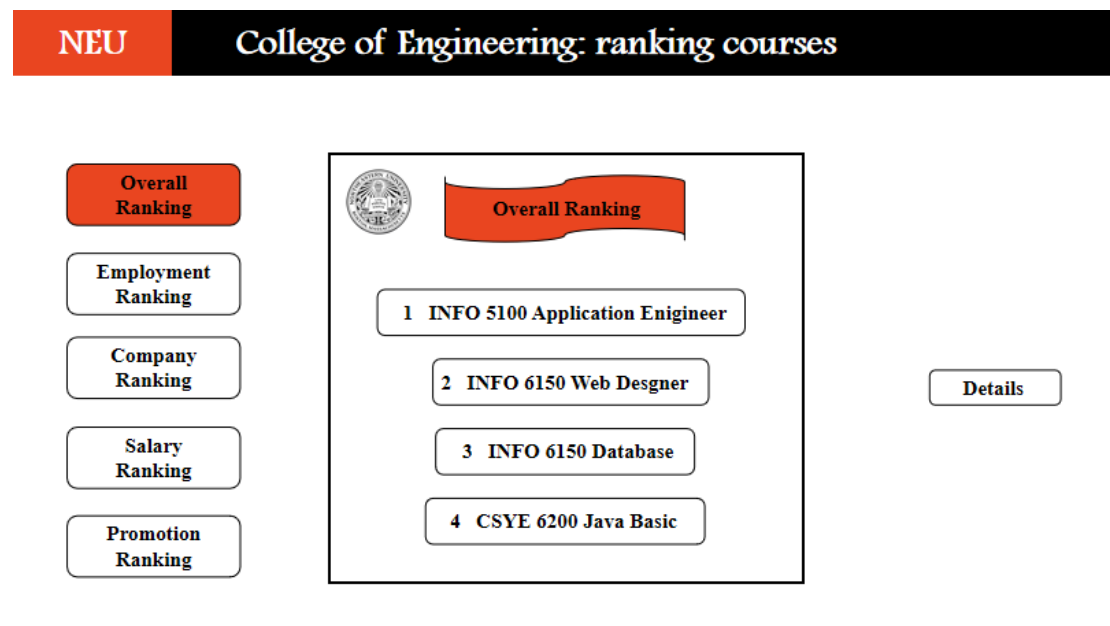 NEU
College of Engineering: ranking courses
Overall
Ranking
Employment
Ranking
Company
Ranking
Salary
Ranking
Promotion
Ranking
Overall Ranking
1 INFO 5100 Application Enigineer
2 INFO 6150 Web Desgner
3 INFO 6150 Database
4 CSYE 6200 Java Basic
Details